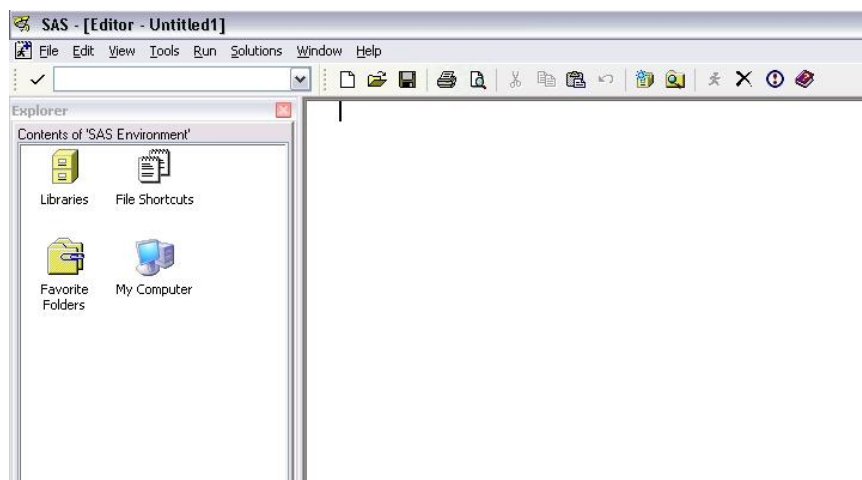 SAS - [Editor - Untitled1]
File Edit View Tools Run Solutions Window Help
Explorer
Contents of 'SAS Environment'
Libraries File Shortcuts
Favorite Folders My Computer